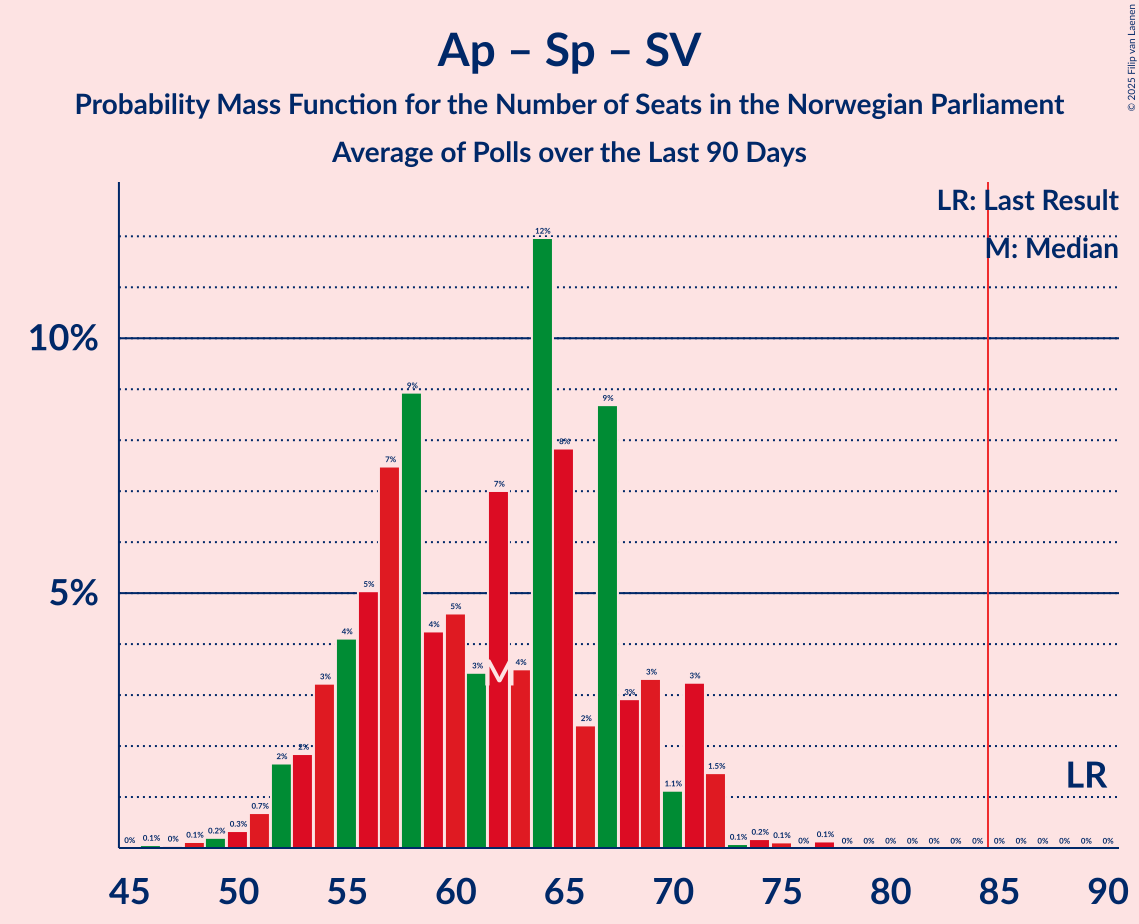 Ap – Sp – SV
Probability Mass Function for the Number of Seats in the Norwegian Parliament
Average of Polls over the Last 90 Days
© 2025 Filip van Laenen
LR: Last Result
M: Median
10%
5%
0% 0.1% 0% 0.1% 0.2% 0.3% 0.7% 2% 2% 3% 4% 5% 7% 9% 4% 5% 3% 7% 4% 12% 8% 2% 9% 3% 3% 1.1% 3% 1.5% 0.1% 0.2% 0.1% 0% 0.1% 0% 0% 0% 0% 0% 0% 0% 0% 0% 0% 0% 0% 0%
M
LR
45 50 55 60 65 70 75 80 85 90